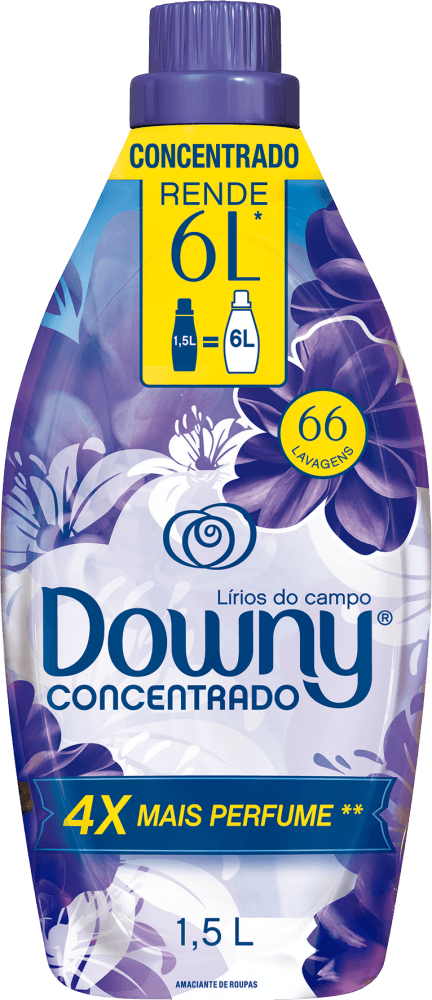 CONCENTRADO
RENDE
6L*
1,5L = 6L
66
LAVAGENS
Lírios do campo
Downy®
CONCENTRADO
4X MAIS PERFUME **
1,5 L
AMACIANTE DE ROUPAS